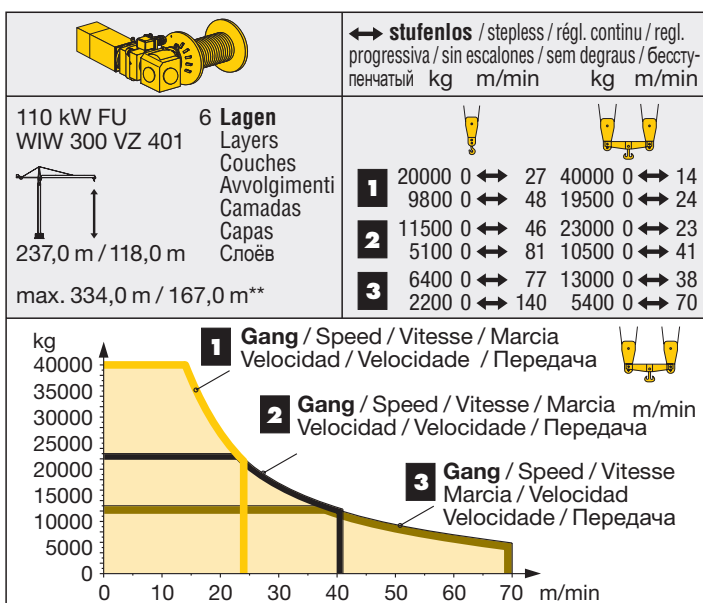 ↔ stufenlos / stepless / régl. continu / regl.
progressiva / sin escalones / sem degraus / бессту-
пенчатый kg m/min kg m/min
110 kW FU
WIW 300 VZ 401
237,0 m / 118,0 m
max. 334,0 m / 167,0 m**
6 Lagen
Layers
Couches
Avvolgimenti
Camadas
Capas
Слоёв
1 20000 0 ↔ 27 40000 0 ↔ 14
9800 0 ↔ 48 19500 0 ↔ 24
2 11500 0 ↔ 46 23000 0 ↔ 23
5100 0 ↔ 81 10500 0 ↔ 41
3 6400 0 ↔ 77 13000 0 ↔ 38
2200 0 ↔ 140 5400 0 ↔ 70
kg
40000
35000
30000
25000
20000
15000
10000
5000
0
1 Gang / Speed / Vitesse / Marcia
Velocidad / Velocidade / Передача
2 Gang / Speed / Vitesse / Marcia
Velocidad / Velocidade / Передача
m/min
3 Gang / Speed / Vitesse
Marcia / Velocidad
Velocidade / Передача
0 10 20 30 40 50 60 70 m/min